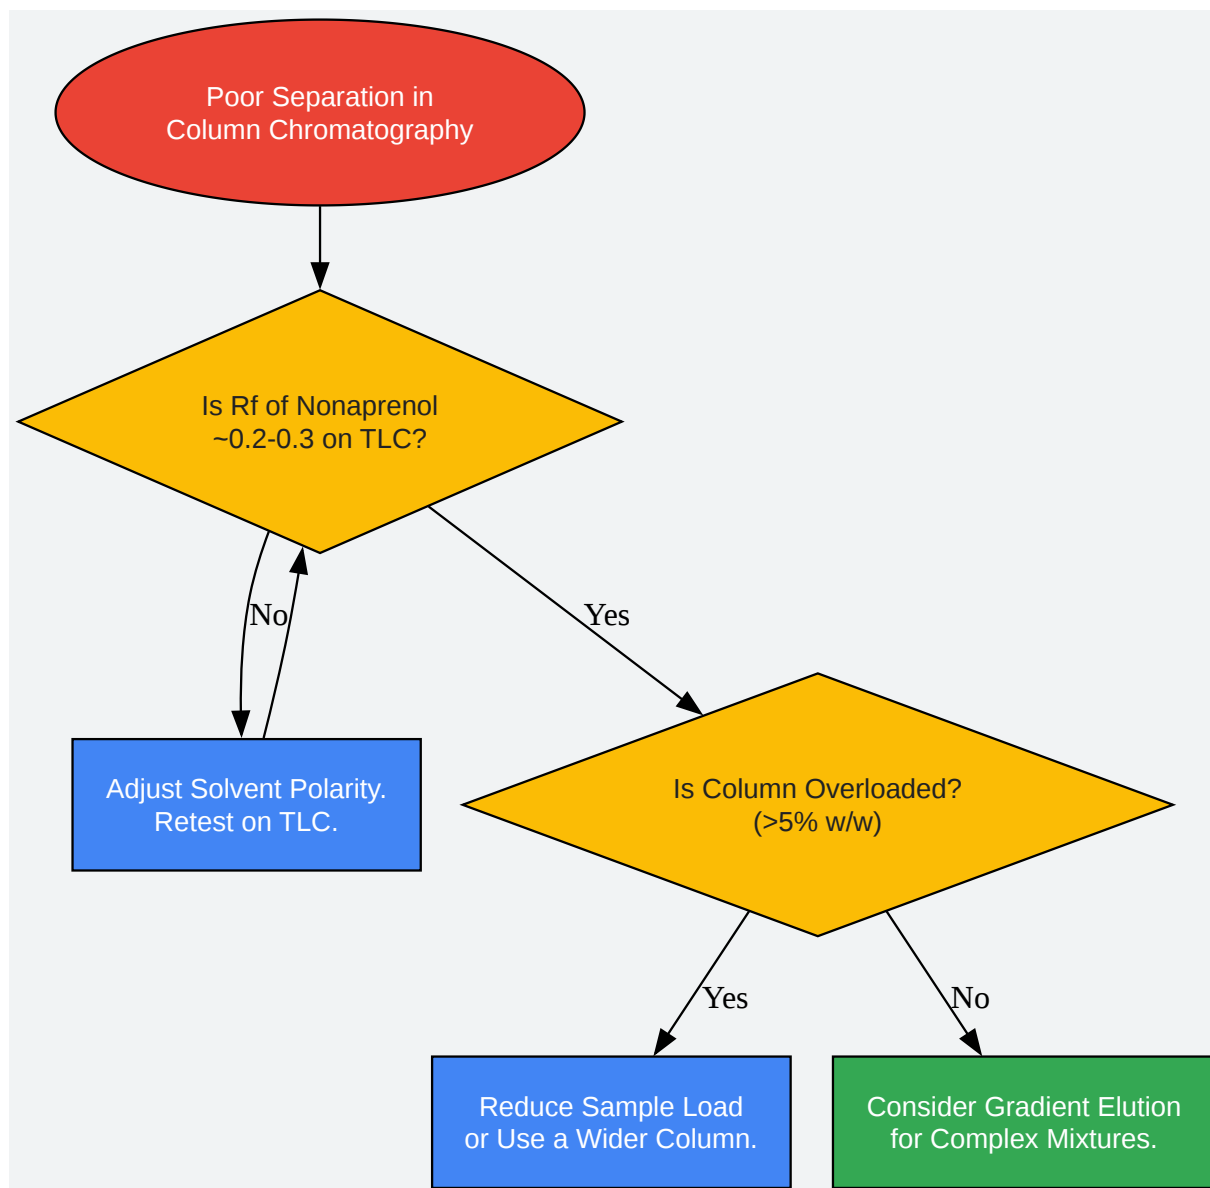 Poor Separation in
Column Chromatography
Is Rf of Nonaprenol
~0.2-0.3 on TLC?
No
Yes
Adjust Solvent Polarity.
Retest on TLC.
Is Column Overloaded?
(>5% w/w)
Yes
No
Reduce Sample Load
or Use a Wider Column.
Consider Gradient Elution
for Complex Mixtures.